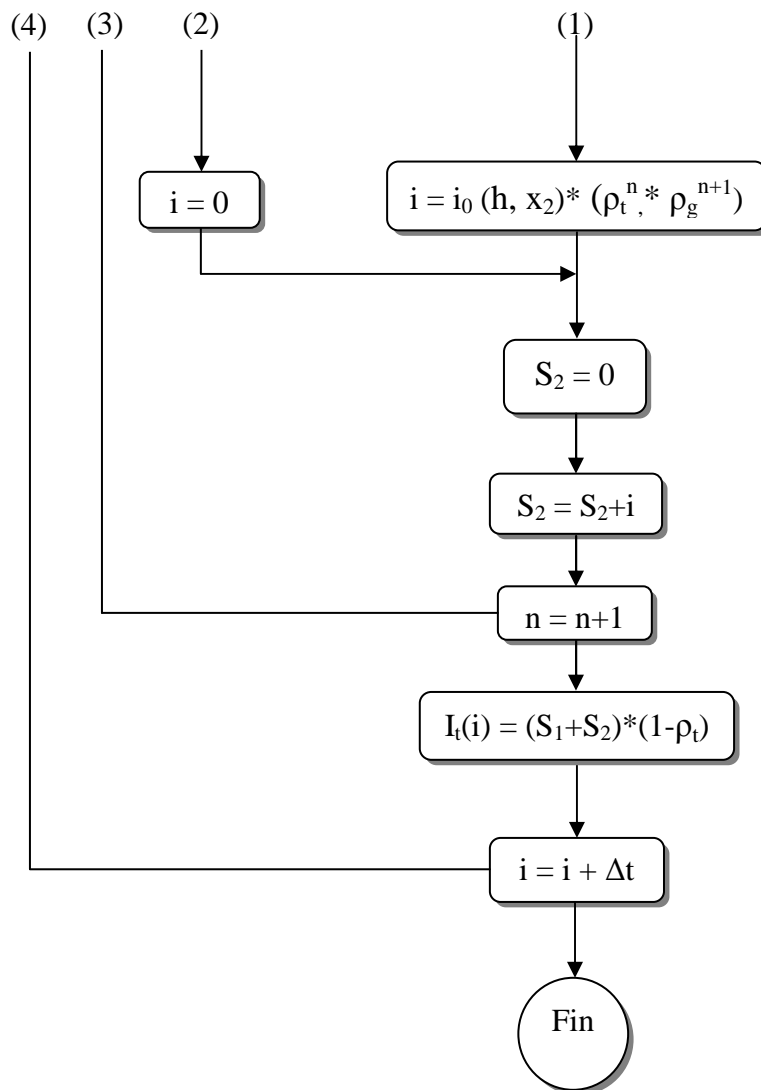 (4) (3) (2) (1)
i = 0
i = i₀ (h, x₂)* (ρₜⁿ,* ρ_gⁿ⁺¹)
S₂ = 0
S₂ = S₂+i
n = n+1
Iₜ(i) = (S₁+S₂)*(1-ρₜ)
i = i + Δt
Fin